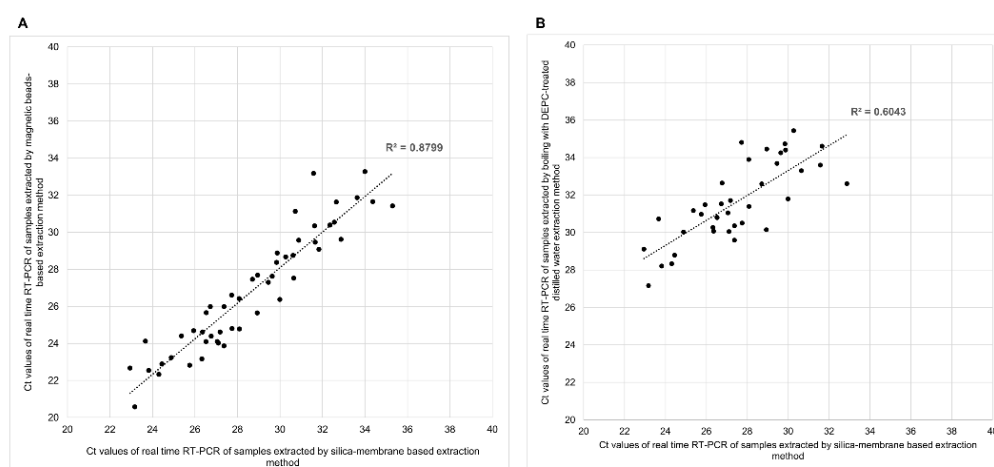 A
40
38
36
34
32
30
28
26
24
22
20
20 22 24 26 28 30 32 34 36 38 40
R² = 0.8799
Ct values of real time RT-PCR of samples extracted by magnetic beads-
based extraction method
Ct values of real time RT-PCR of samples extracted by silica-membrane based extraction
method
B
40
38
36
34
32
30
28
26
24
22
20
20 22 24 26 28 30 32 34 36 38 40
R² = 0.6043
Ct values of real time RT-PCR of samples extracted by boiling with DEPC-treated
distilled water extraction method
Ct values of real time RT-PCR of samples extracted by silica-membrane based extraction
method